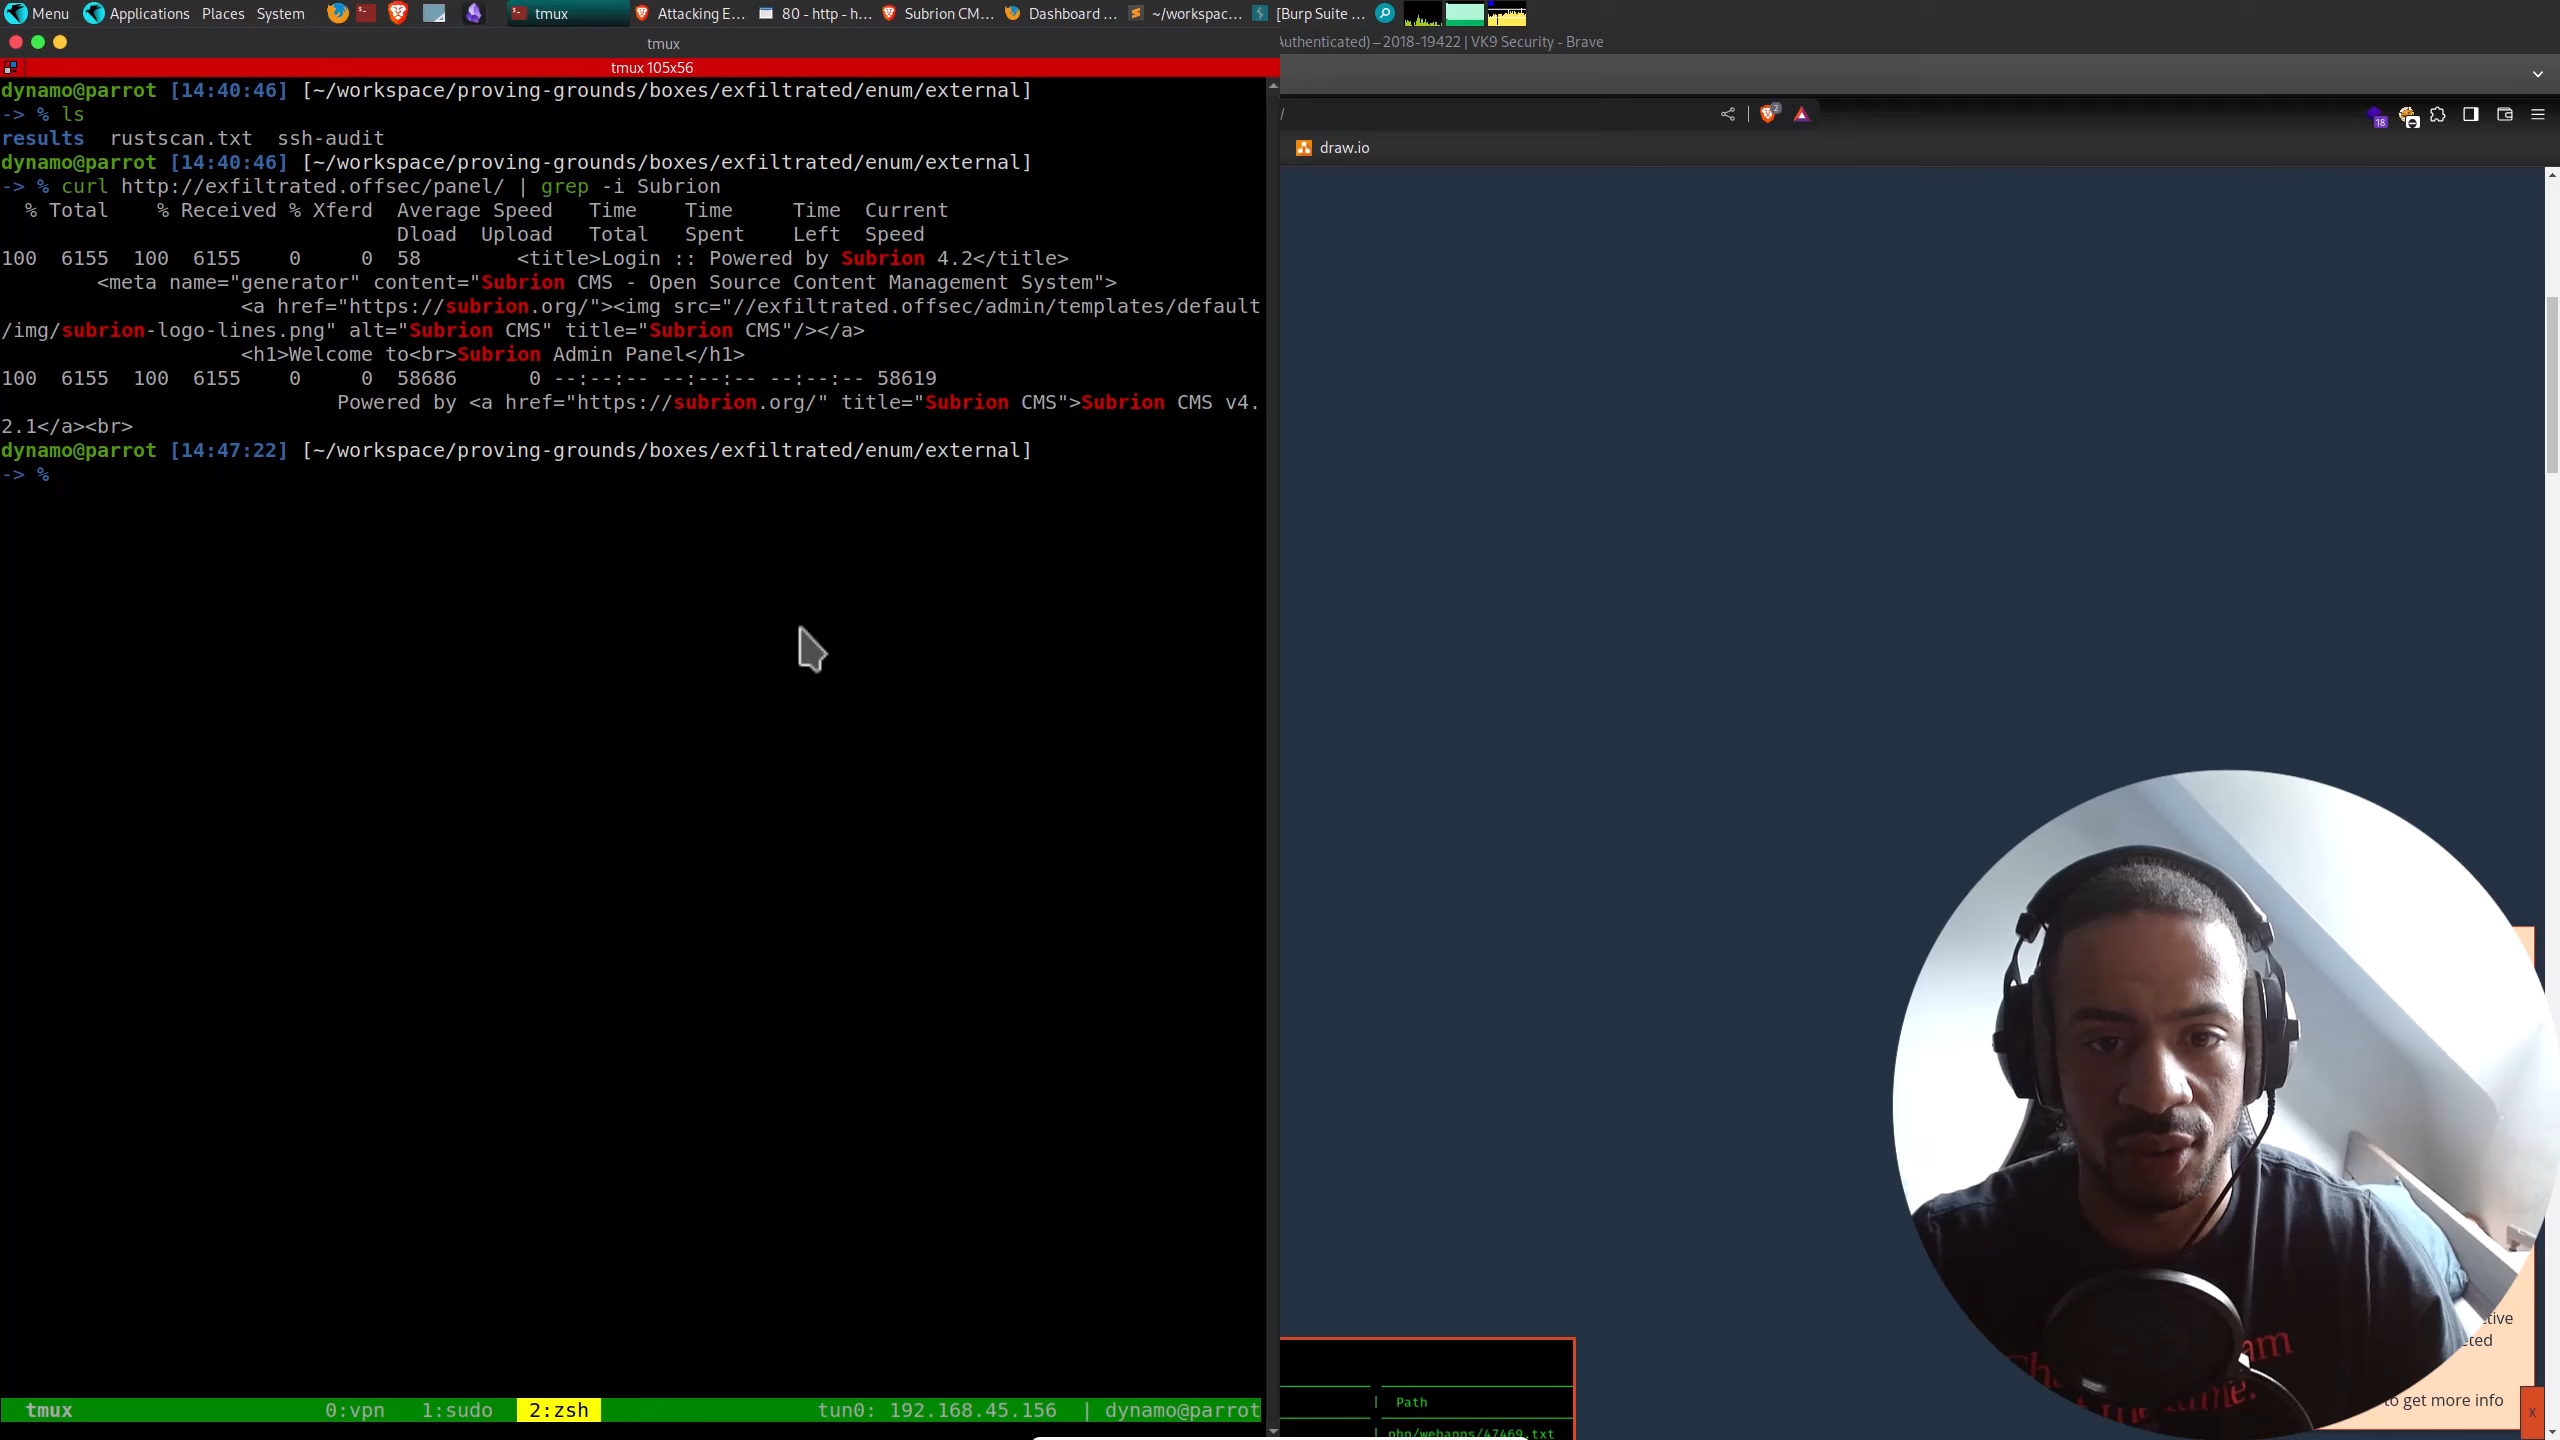 Menu Applications Places System tmux Attacking E... 80 - http - h... Subrion CM... Dashboard ... ~/workspac... [Burp Suite ...
tmux
Authenticated) – 2018-19422 | VK9 Security - Brave
tmux 105x56
dynamo@parrot [14:40:46] [~/workspace/proving-grounds/boxes/exfiltrated/enum/external]
-> % ls
results rustscan.txt ssh-audit
dynamo@parrot [14:40:46] [~/workspace/proving-grounds/boxes/exfiltrated/enum/external]
-> % curl http://exfiltrated.offsec/panel/ | grep -i Subrion
% Total % Received % Xferd Average Speed Time Time Time Current
Dload Upload Total Spent Left Speed
100 6155 100 6155 0 0 58 <title>Login :: Powered by Subrion 4.2</title>
<meta name="generator" content="Subrion CMS - Open Source Content Management System">
<a href="https://subrion.org/"><img src="//exfiltrated.offsec/admin/templates/default
/img/subrion-logo-lines.png" alt="Subrion CMS" title="Subrion CMS"/></a>
<h1>Welcome to<br>Subrion Admin Panel</h1>
100 6155 100 6155 0 0 58686 0 --:--:-- --:--:-- --:--:-- 58619
Powered by <a href="https://subrion.org/" title="Subrion CMS">Subrion CMS v4.
2.1</a><br>
dynamo@parrot [14:47:22] [~/workspace/proving-grounds/boxes/exfiltrated/enum/external]
-> %
tmux 0:vpn 1:sudo 2:zsh tun0: 192.168.45.156 | dynamo@parrot
/
2
18
draw.io
| Path
| php/webapps/47469.txt
to get more info
x